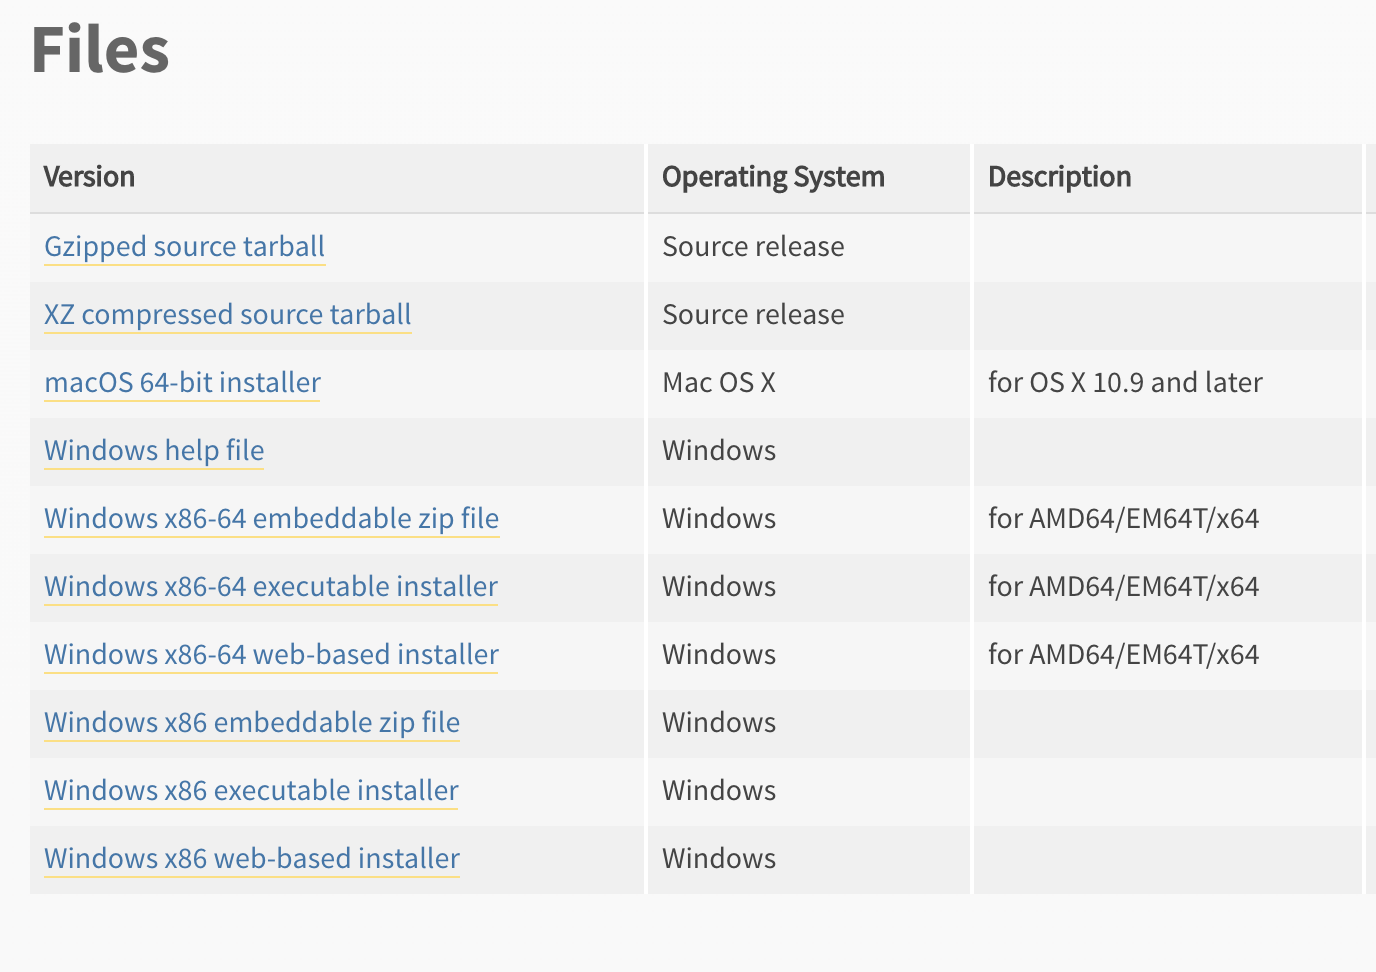 Files
Version Operating System Description
Gzipped source tarball Source release
XZ compressed source tarball Source release
macOS 64-bit installer Mac OS X for OS X 10.9 and later
Windows help file Windows
Windows x86-64 embeddable zip file Windows for AMD64/EM64T/x64
Windows x86-64 executable installer Windows for AMD64/EM64T/x64
Windows x86-64 web-based installer Windows for AMD64/EM64T/x64
Windows x86 embeddable zip file Windows
Windows x86 executable installer Windows
Windows x86 web-based installer Windows